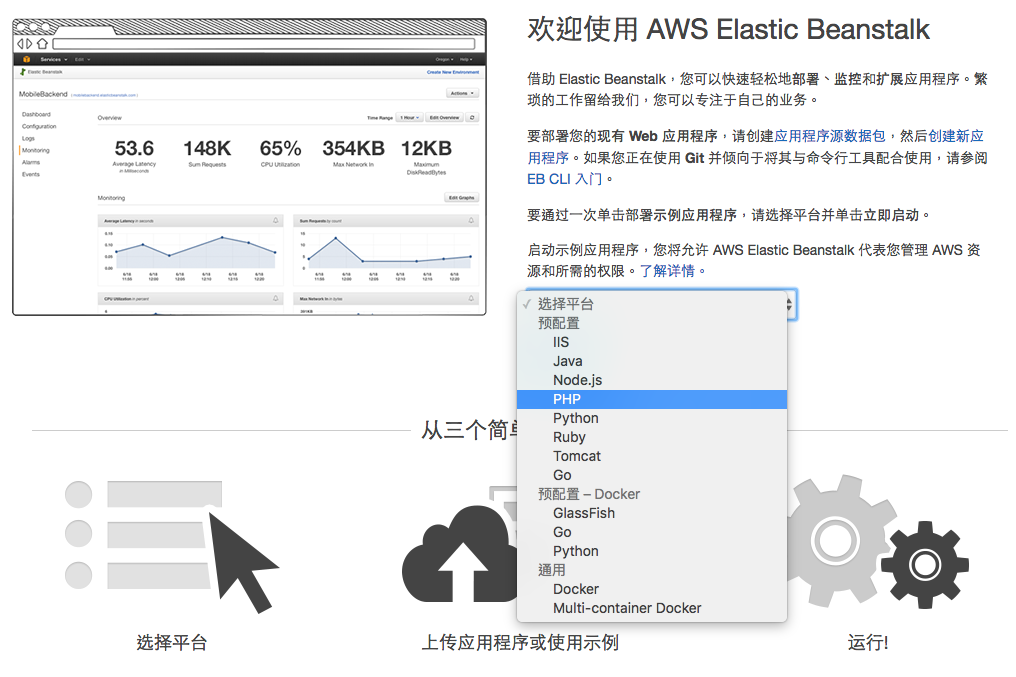 Services Edit Oregon Help
Elastic Beanstalk Create New Environment
MobileBackend ( mobilebackend.elasticbeanstalk.com ) Actions
Dashboard
Configuration
Logs
Monitoring
Alarms
Events
Overview Time Range 1 Hour Edit Overview
53.6 148K 65% 354KB 12KB
Average Latency Sum Requests CPU Utilization Max Network In Maximum
in Milliseconds DiskReadBytes
Monitoring Edit Graphs
Average Latency in seconds
Sum Requests by count
CPU Utilization in percent
Max Network In in bytes
欢迎使用 AWS Elastic Beanstalk
借助 Elastic Beanstalk，您可以快速轻松地部署、监控和扩展应用程序。繁
琐的工作留给我们，您可以专注于自己的业务。
要部署您的现有 Web 应用程序，请创建应用程序源数据包，然后创建新应
用程序。如果您正在使用 Git 并倾向于将其与命令行工具配合使用，请参阅
EB CLI 入门。
要通过一次单击部署示例应用程序，请选择平台并单击立即启动。
启动示例应用程序，您将允许 AWS Elastic Beanstalk 代表您管理 AWS 资
源和所需的权限。了解详情。
✓ 选择平台
预配置
IIS
Java
Node.js
PHP
Python
Ruby
Tomcat
Go
预配置 – Docker
GlassFish
Go
Python
通用
Docker
Multi-container Docker
从三个简单
选择平台
上传应用程序或使用示例
运行!